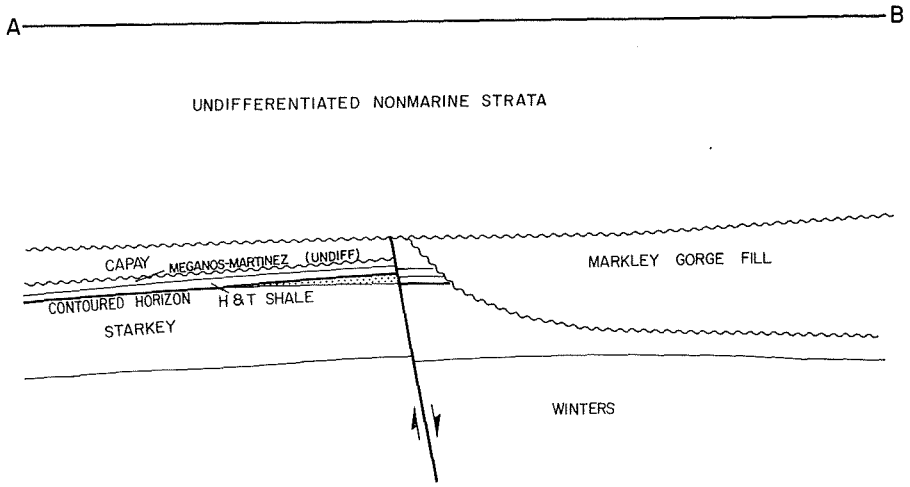 A B
UNDIFFERENTIATED NONMARINE STRATA
CAPAY
MEGANOS-MARTINEZ (UNDIFF)
MARKLEY GORGE FILL
CONTOURED HORIZON
H & T SHALE
STARKEY
WINTERS